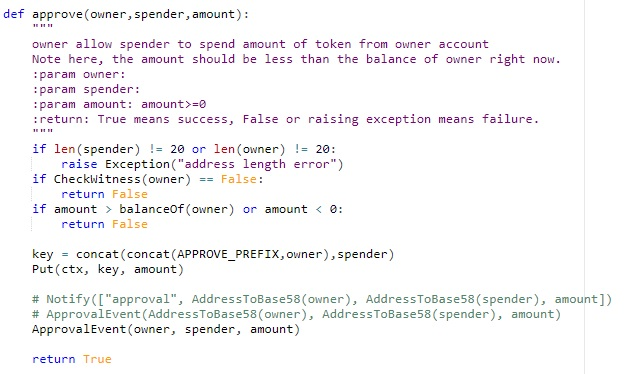 def approve(owner,spender,amount):
    """
    owner allow spender to spend amount of token from owner account
    Note here, the amount should be less than the balance of owner right now.
    :param owner:
    :param spender:
    :param amount: amount>=0
    :return: True means success, False or raising exception means failure.
    """
    if len(spender) != 20 or len(owner) != 20:
        raise Exception("address length error")
    if CheckWitness(owner) == False:
        return False
    if amount > balanceOf(owner) or amount < 0:
        return False

    key = concat(concat(APPROVE_PREFIX,owner),spender)
    Put(ctx, key, amount)

    # Notify(["approval", AddressToBase58(owner), AddressToBase58(spender), amount])
    # ApprovalEvent(AddressToBase58(owner), AddressToBase58(spender), amount)
    ApprovalEvent(owner, spender, amount)

    return True